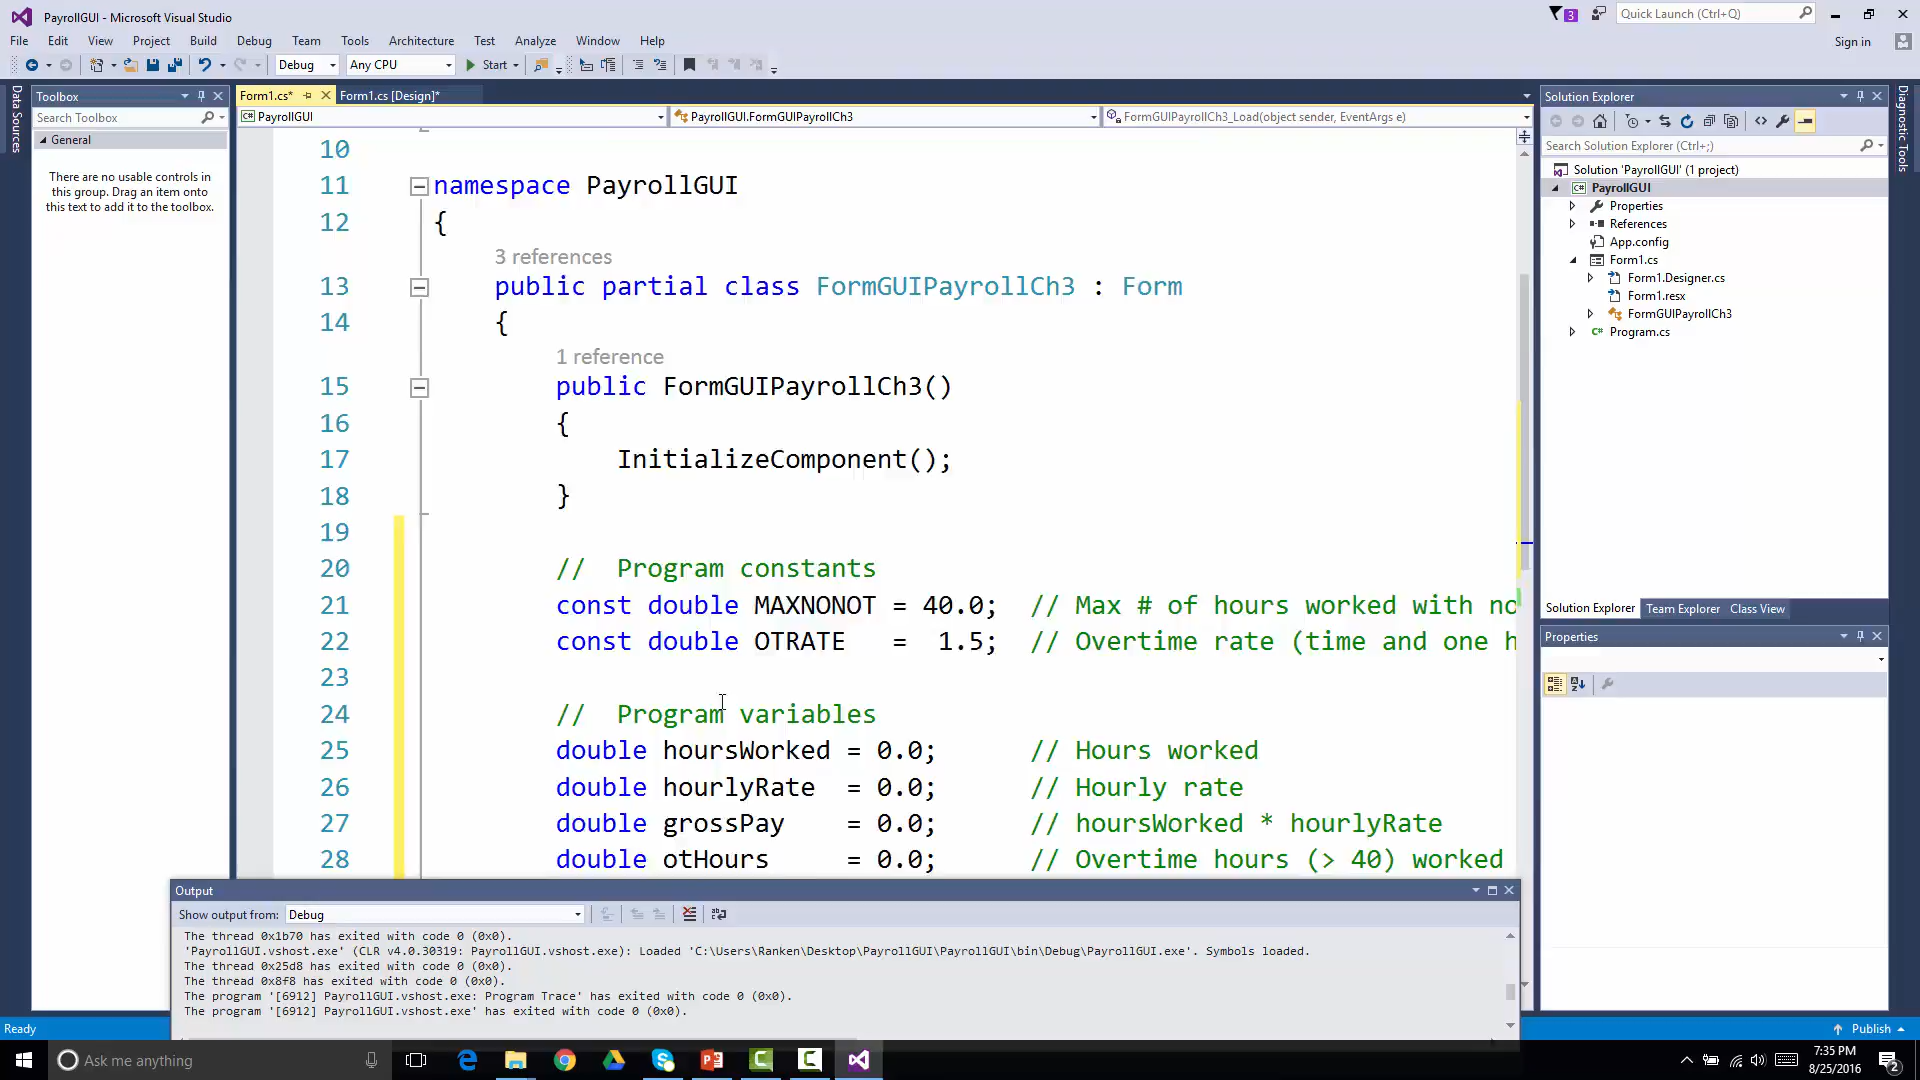 PayrollGUI - Microsoft Visual Studio
3
Quick Launch (Ctrl+Q)
File Edit View Project Build Debug Team Tools Architecture Test Analyze Window Help
Sign in
Debug Any CPU Start
Data Sources
Toolbox
Search Toolbox
General
There are no usable controls in
this group. Drag an item onto
this text to add it to the toolbox.
Form1.cs* Form1.cs [Design]*
PayrollGUI PayrollGUI.FormGUIPayrollCh3 FormGUIPayrollCh3_Load(object sender, EventArgs e)
10
11 namespace PayrollGUI
12 {
3 references
13 public partial class FormGUIPayrollCh3 : Form
14 {
1 reference
15 public FormGUIPayrollCh3()
16 {
17 InitializeComponent();
18 }
19
20 // Program constants
21 const double MAXNONOT = 40.0; // Max # of hours worked with no
22 const double OTRATE = 1.5; // Overtime rate (time and one h
23
24 // Program variables
25 double hoursWorked = 0.0; // Hours worked
26 double hourlyRate = 0.0; // Hourly rate
27 double grossPay = 0.0; // hoursWorked * hourlyRate
28 double otHours = 0.0; // Overtime hours (> 40) worked
Output
Show output from: Debug
The thread 0x1b70 has exited with code 0 (0x0).
'PayrollGUI.vshost.exe' (CLR v4.0.30319: PayrollGUI.vshost.exe): Loaded 'C:\Users\Ranken\Desktop\PayrollGUI\PayrollGUI\bin\Debug\PayrollGUI.exe'. Symbols loaded.
The thread 0x25d8 has exited with code 0 (0x0).
The thread 0x8f8 has exited with code 0 (0x0).
The program '[6912] PayrollGUI.vshost.exe: Program Trace' has exited with code 0 (0x0).
The program '[6912] PayrollGUI.vshost.exe' has exited with code 0 (0x0).
Solution Explorer
Search Solution Explorer (Ctrl+;)
Solution 'PayrollGUI' (1 project)
C# PayrollGUI
Properties
References
App.config
Form1.cs
Form1.Designer.cs
Form1.resx
FormGUIPayrollCh3
C# Program.cs
Solution Explorer Team Explorer Class View
Properties
Diagnostic Tools
Ready
Publish
Ask me anything
7:35 PM
8/25/2016
2